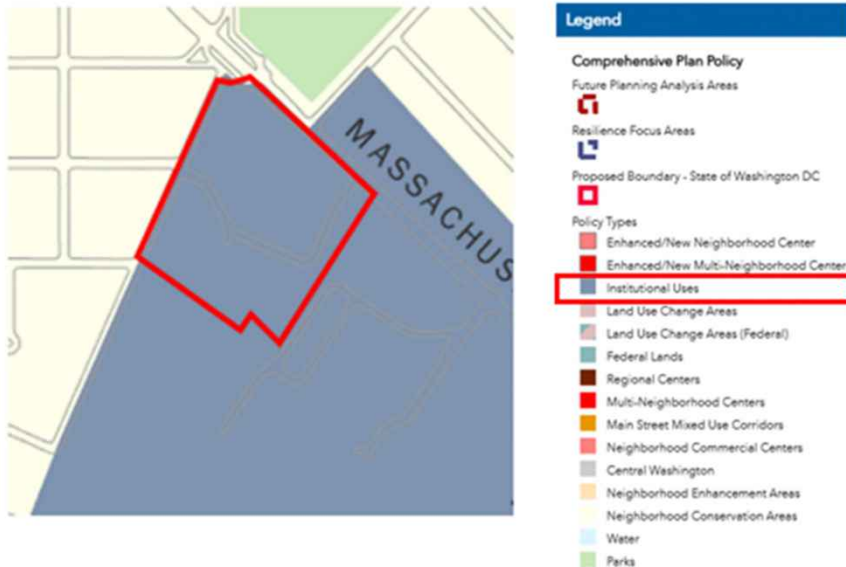 MASSACHUS
Legend
Comprehensive Plan Policy
Future Planning Analysis Areas
Resilience Focus Areas
Proposed Boundary - State of Washington DC
Policy Types
Enhanced/New Neighborhood Center
Enhanced/New Multi-Neighborhood Center
Institutional Uses
Land Use Change Areas
Land Use Change Areas (Federal)
Federal Lands
Regional Centers
Multi-Neighborhood Centers
Main Street Mixed Use Corridors
Neighborhood Commercial Centers
Central Washington
Neighborhood Enhancement Areas
Neighborhood Conservation Areas
Water
Parks